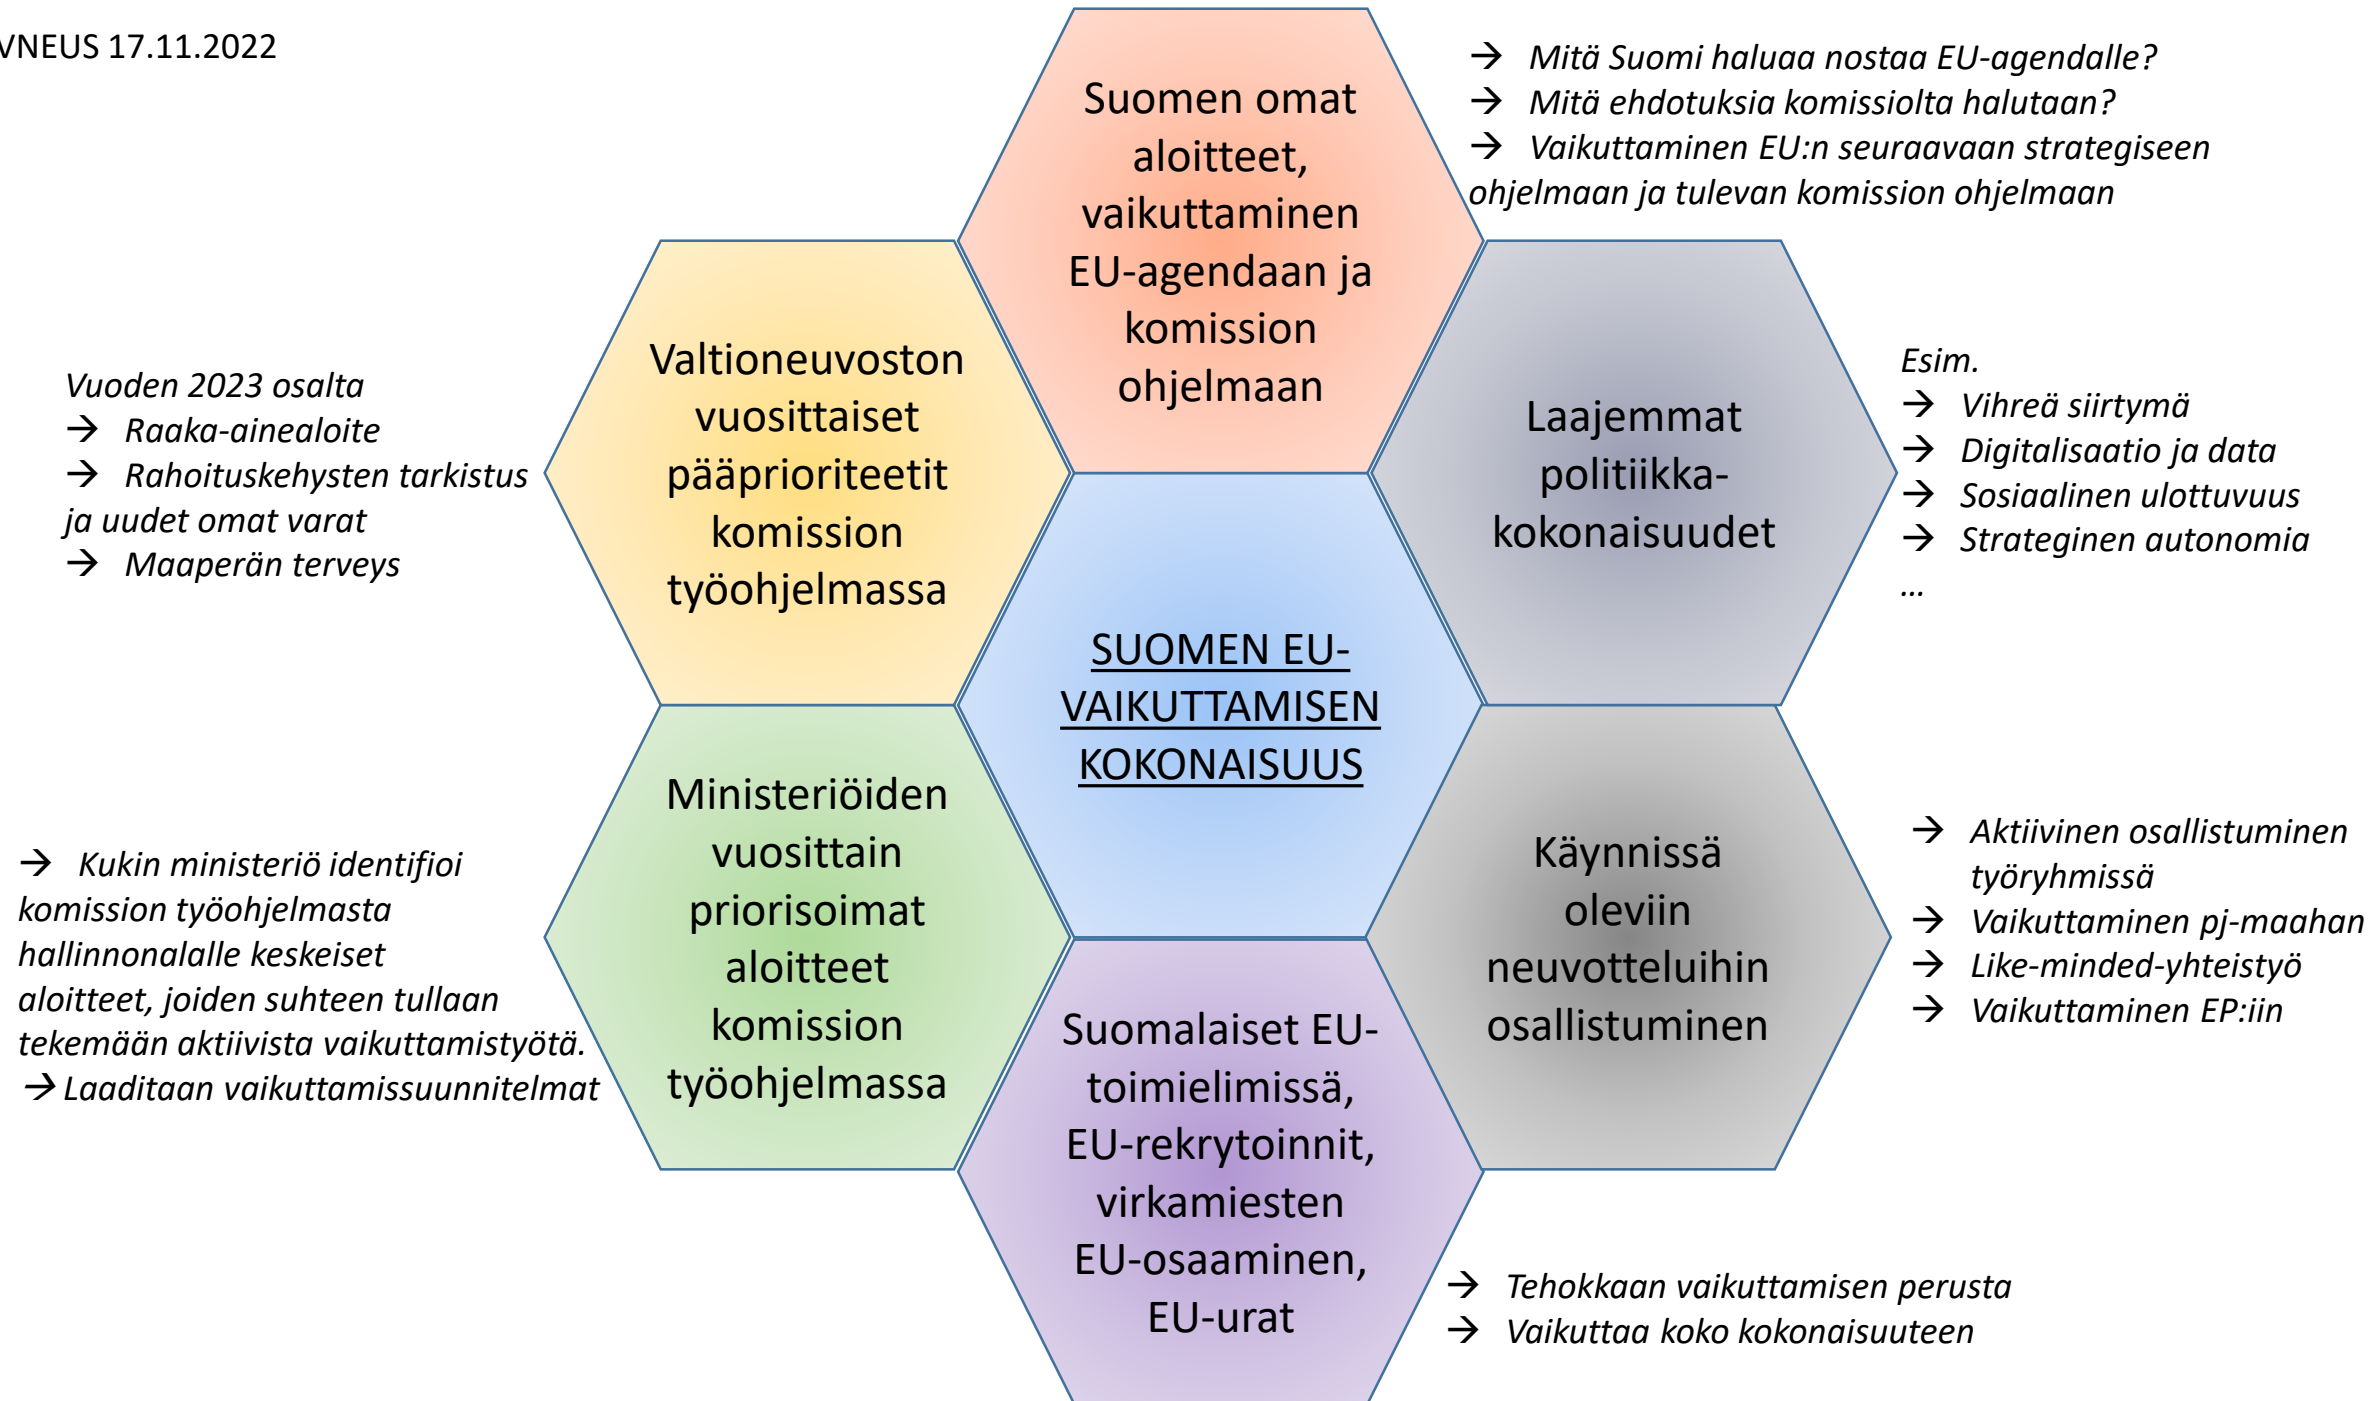 VNEUS 17.11.2022
Suomen omat
aloitteet,
vaikuttaminen
EU-agendaan ja
komission
ohjelmaan
→ Mitä Suomi haluaa nostaa EU-agendalle?
→ Mitä ehdotuksia komissiolta halutaan?
→ Vaikuttaminen EU:n seuraavaan strategiseen
ohjelmaan ja tulevan komission ohjelmaan
Vuoden 2023 osalta
→ Raaka-ainealoite
→ Rahoituskehysten tarkistus
ja uudet omat varat
→ Maaperän terveys
Valtioneuvoston
vuosittaiset
pääprioriteetit
komission
työohjelmassa
Laajemmat
politiikka-
kokonaisuudet
Esim.
→ Vihreä siirtymä
→ Digitalisaatio ja data
→ Sosiaalinen ulottuvuus
→ Strateginen autonomia
...
SUOMEN EU-
VAIKUTTAMISEN
KOKONAISUUS
→ Kukin ministeriö identifioi
komission työohjelmasta
hallinnonalalle keskeiset
aloitteet, joiden suhteen tullaan
tekemään aktiivista vaikuttamistyötä.
→ Laaditaan vaikuttamissuunnitelmat
Ministeriöiden
vuosittain
priorisoimat
aloitteet
komission
työohjelmassa
Käynnissä
oleviin
neuvotteluihin
osallistuminen
→ Aktiivinen osallistuminen
työryhmissä
→ Vaikuttaminen pj-maahan
→ Like-minded-yhteistyö
→ Vaikuttaminen EP:iin
Suomalaiset EU-
toimielimissä,
EU-rekrytoinnit,
virkamiesten
EU-osaaminen,
EU-urat
→ Tehokkaan vaikuttamisen perusta
→ Vaikuttaa koko kokonaisuuteen